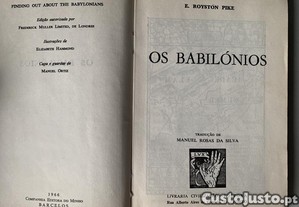 FINDING OUT ABOUT THE BABYLONIANS
Edição autorizada por
FREDERICK MULLER LIMITED, DE LONDRES
Ilustrações de
ELIZABETH HAMMOND
Capa e guardas de
MANUEL ORTIZ
1966
COMPANHIA EDITORA DO MINHO
BARCELOS
E. ROYSTON PIKE
OS BABILÓNIOS
TRADUÇÃO DE
MANUEL ROSAS DA SILVA
LIVRARIA
Custojusto.pt